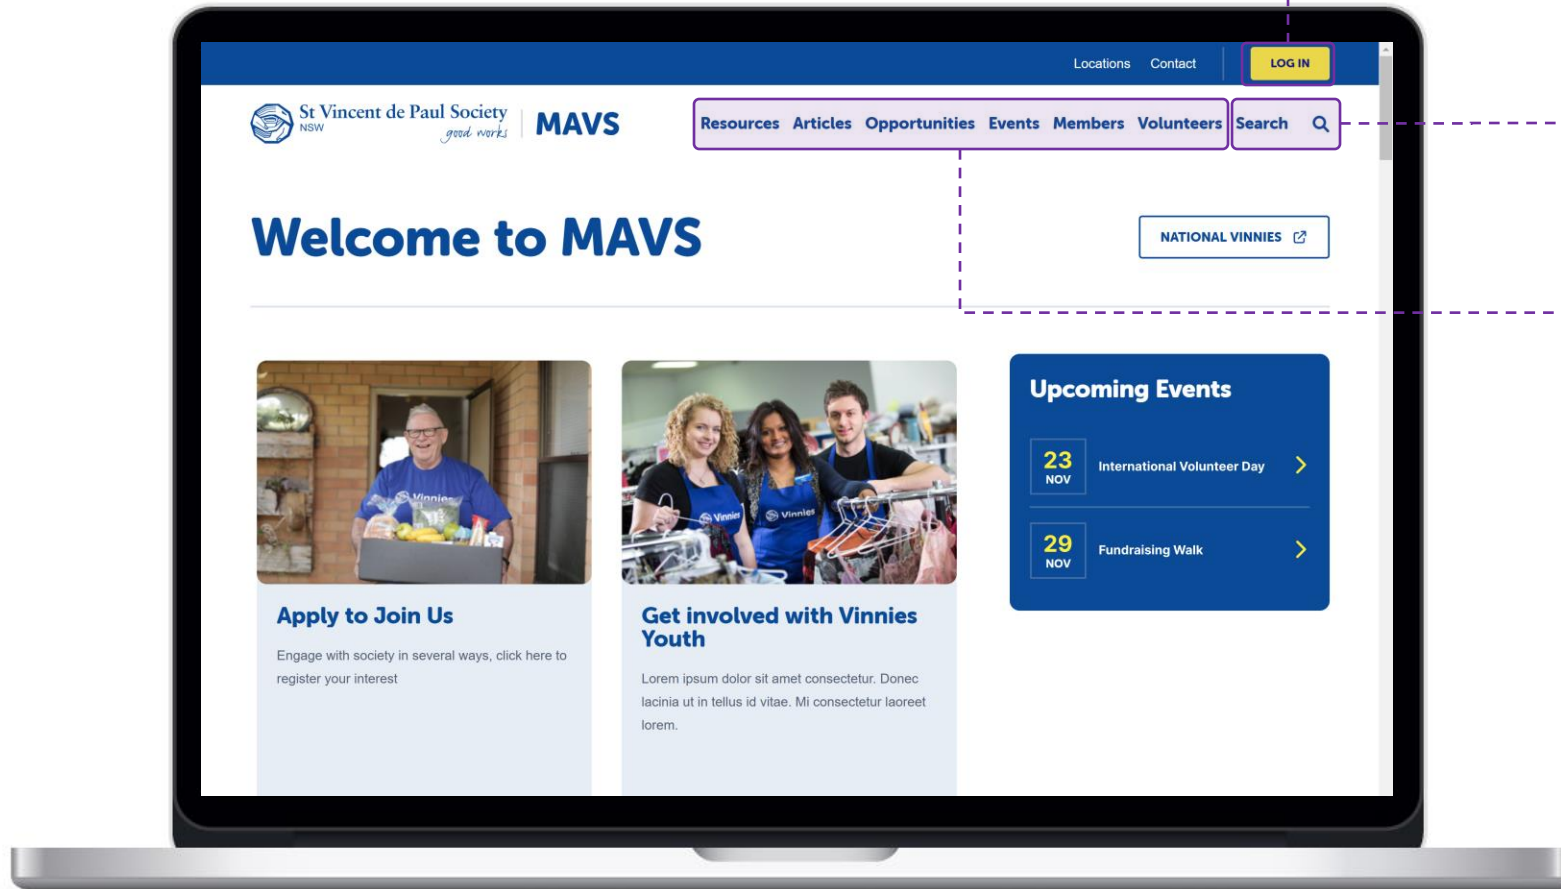 Locations Contact LOG IN
St Vincent de Paul Society
NSW good works
MAVS
Resources Articles Opportunities Events Members Volunteers Search
Welcome to MAVS
NATIONAL VINNIES
Vinnies
Vinnies
Vinnies
Upcoming Events
23
NOV
International Volunteer Day
29
NOV
Fundraising Walk
Apply to Join Us
Engage with society in several ways, click here to
register your interest
Get involved with Vinnies
Youth
Lorem ipsum dolor sit amet consectetur. Donec
lacinia ut in tellus id vitae. Mi consectetur laoreet
lorem.